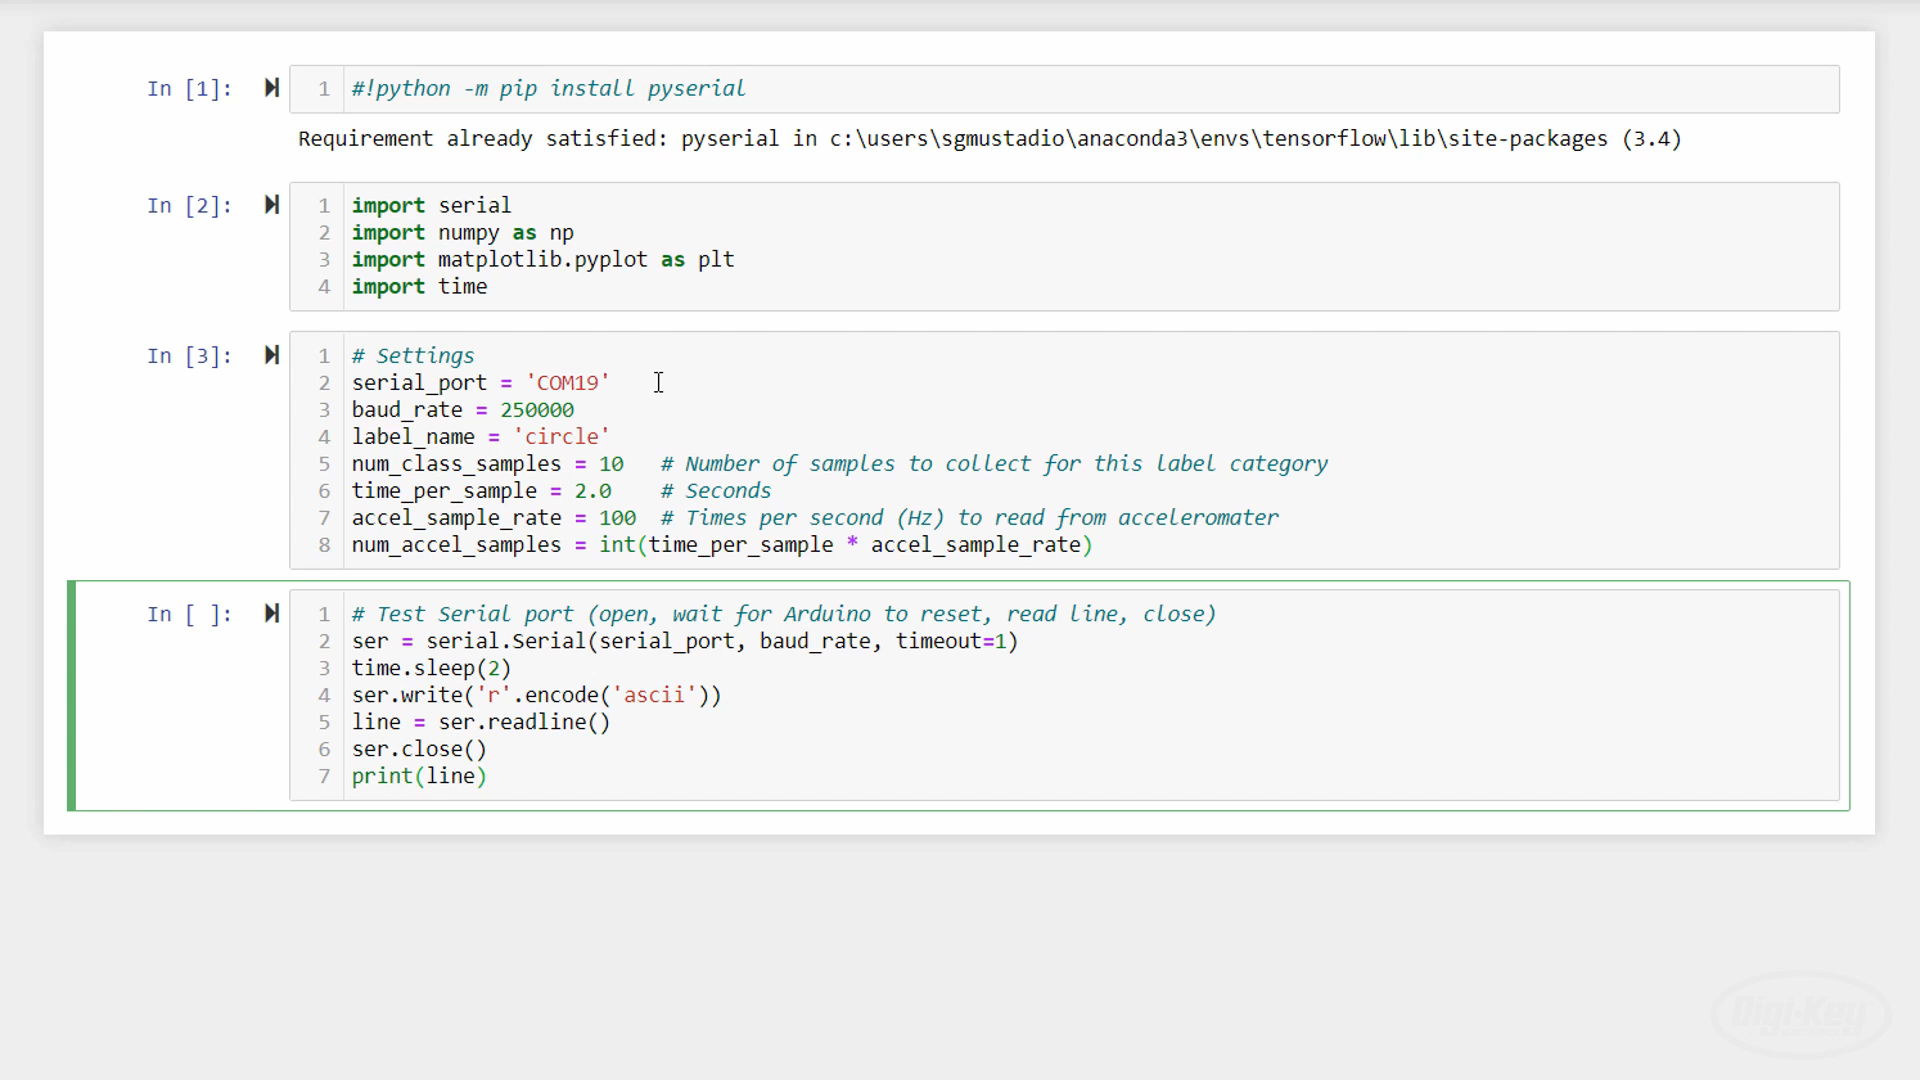 In [1]:
1 #!python -m pip install pyserial
Requirement already satisfied: pyserial in c:\users\sgmustadio\anaconda3\envs\tensorflow\lib\site-packages (3.4)
In [2]:
1 import serial
2 import numpy as np
3 import matplotlib.pyplot as plt
4 import time
In [3]:
1 # Settings
2 serial_port = 'COM19'
3 baud_rate = 250000
4 label_name = 'circle'
5 num_class_samples = 10 # Number of samples to collect for this label category
6 time_per_sample = 2.0 # Seconds
7 accel_sample_rate = 100 # Times per second (Hz) to read from acceleromater
8 num_accel_samples = int(time_per_sample * accel_sample_rate)
In [ ]:
1 # Test Serial port (open, wait for Arduino to reset, read line, close)
2 ser = serial.Serial(serial_port, baud_rate, timeout=1)
3 time.sleep(2)
4 ser.write('r'.encode('ascii'))
5 line = ser.readline()
6 ser.close()
7 print(line)
Digi-Key